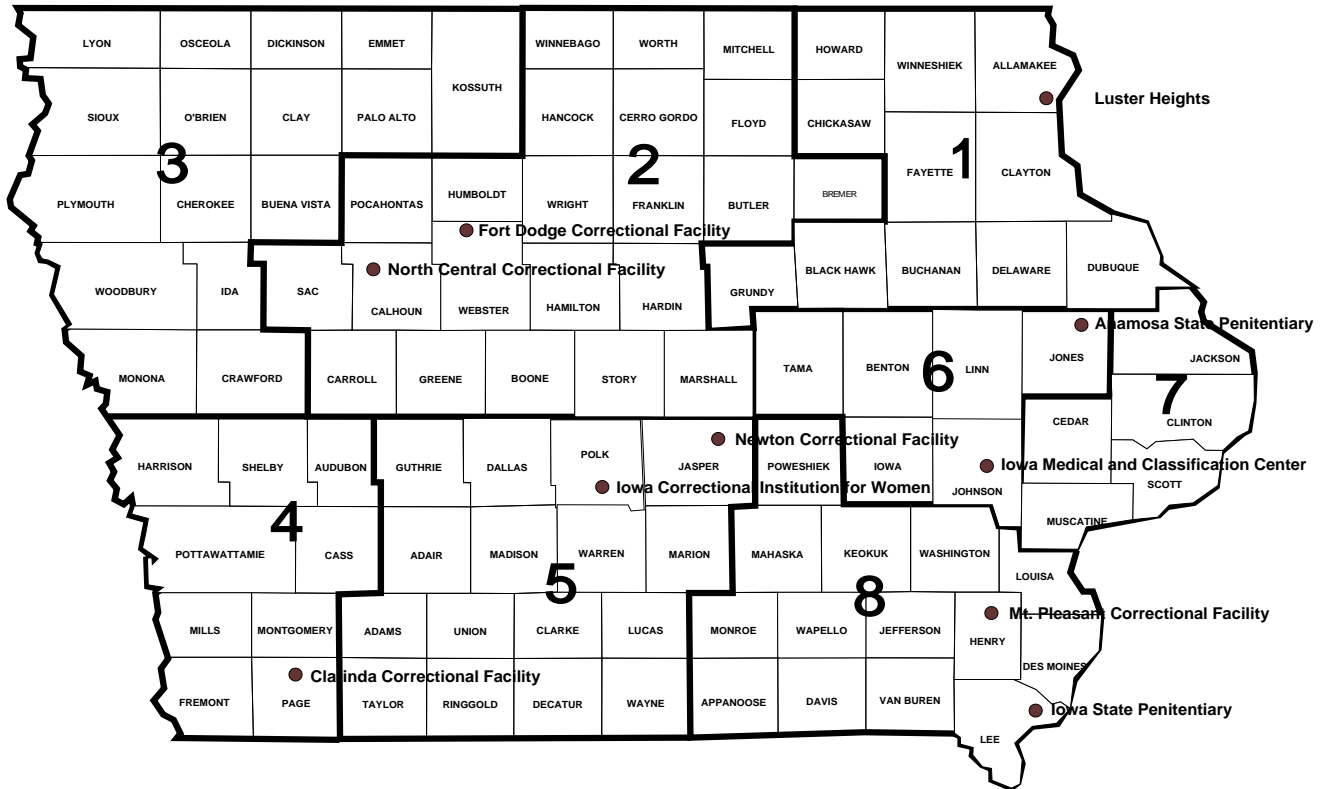 LYON
OSCEOLA
DICKINSON
EMMET
KOSSUTH
WINNEBAGO
WORTH
MITCHELL
HOWARD
WINNESHIEK
ALLAMAKEE
Luster Heights
SIOUX
O'BRIEN
CLAY
PALO ALTO
HANCOCK
CERRO GORDO
FLOYD
CHICKASAW
3
2
1
FAYETTE
CLAYTON
PLYMOUTH
CHEROKEE
BUENA VISTA
POCAHONTAS
HUMBOLDT
WRIGHT
FRANKLIN
BUTLER
BREMER
Fort Dodge Correctional Facility
North Central Correctional Facility
WOODBURY
IDA
SAC
CALHOUN
WEBSTER
HAMILTON
HARDIN
GRUNDY
BLACK HAWK
BUCHANAN
DELAWARE
DUBUQUE
Anamosa State Penitentiary
MONONA
CRAWFORD
CARROLL
GREENE
BOONE
STORY
MARSHALL
TAMA
BENTON
6
LINN
JONES
JACKSON
7
CLINTON
CEDAR
HARRISON
SHELBY
AUDUBON
GUTHRIE
DALLAS
POLK
Newton Correctional Facility
JASPER
POWESHIEK
IOWA
Iowa Medical and Classification Center
JOHNSON
SCOTT
Iowa Correctional Institution for Women
MUSCATINE
4
POTTAWATTAMIE
CASS
ADAIR
MADISON
WARREN
MARION
MAHASKA
KEOKUK
WASHINGTON
LOUISA
5
8
Mt. Pleasant Correctional Facility
MILLS
MONTGOMERY
ADAMS
UNION
CLARKE
LUCAS
MONROE
WAPELLO
JEFFERSON
HENRY
DES MOINES
Clarinda Correctional Facility
FREMONT
PAGE
TAYLOR
RINGGOLD
DECATUR
WAYNE
APPANOOSE
DAVIS
VAN BUREN
Iowa State Penitentiary
LEE